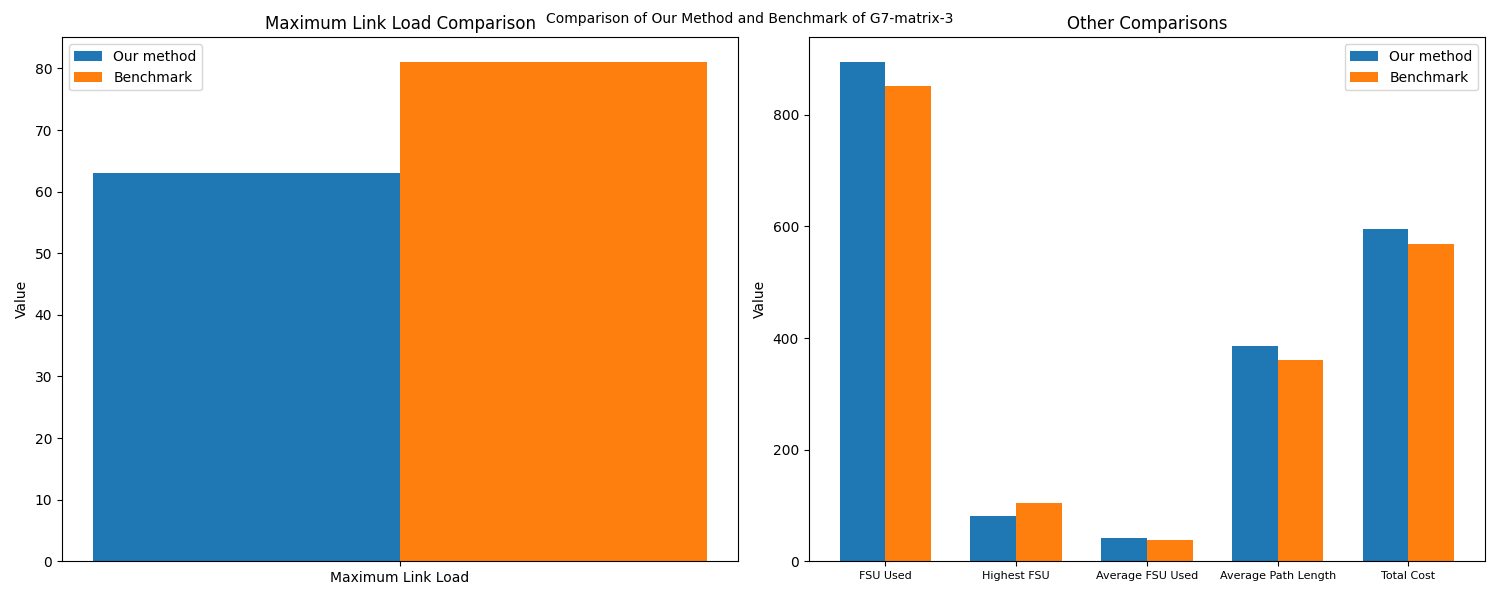 Comparison of Our Method and Benchmark of G7-matrix-3
Maximum Link Load Comparison
Our method
Benchmark
Value
80
70
60
50
40
30
20
10
0
Maximum Link Load
Other Comparisons
Our method
Benchmark
Value
800
600
400
200
0
FSU Used
Highest FSU
Average FSU Used
Average Path Length
Total Cost